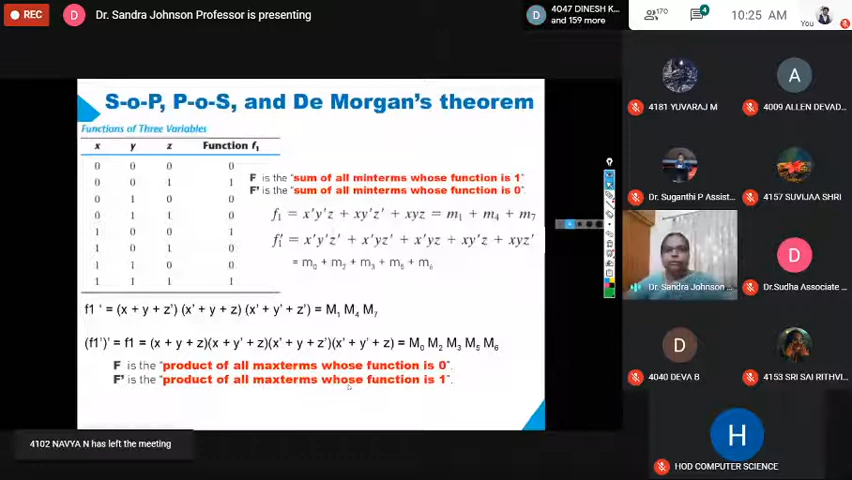 REC
D Dr. Sandra Johnson Professor is presenting
D 4047 DINESH K...
and 159 more
170
4
10:25 AM
You
S-o-P, P-o-S, and De Morgan's theorem
Functions of Three Variables
x y z Function f1
0 0 0 0
0 0 1 1
0 1 0 0
0 1 1 0
1 0 0 1
1 0 1 0
1 1 0 0
1 1 1 1
F is the "sum of all minterms whose function is 1"
F' is the "sum of all minterms whose function is 0".
f1 = x'y'z + xy'z' + xyz = m1 + m4 + m7
f1' = x'y'z' + x'yz' + x'yz + xy'z + xyz'
= m0 + m2 + m3 + m5 + m6
f1 ' = (x + y + z') (x' + y + z) (x' + y' + z') = M1 M4 M7
(f1')' = f1 = (x + y + z)(x + y' + z)(x + y' + z')(x' + y + z')(x' + y' + z) = M0 M2 M3 M5 M6
F is the "product of all maxterms whose function is 0".
F' is the "product of all maxterms whose function is 1".
4102 NAVYA N has left the meeting
4181 YUVARAJ M
A
4009 ALLEN DEVAD...
Dr. Suganthi P Assist...
4157 SUVIJAA SHRI
Dr. Sandra Johnson ...
D
Dr.Sudha Associate ...
D
4040 DEVA B
4153 SRI SAI RITHVI...
H
HOD COMPUTER SCIENCE